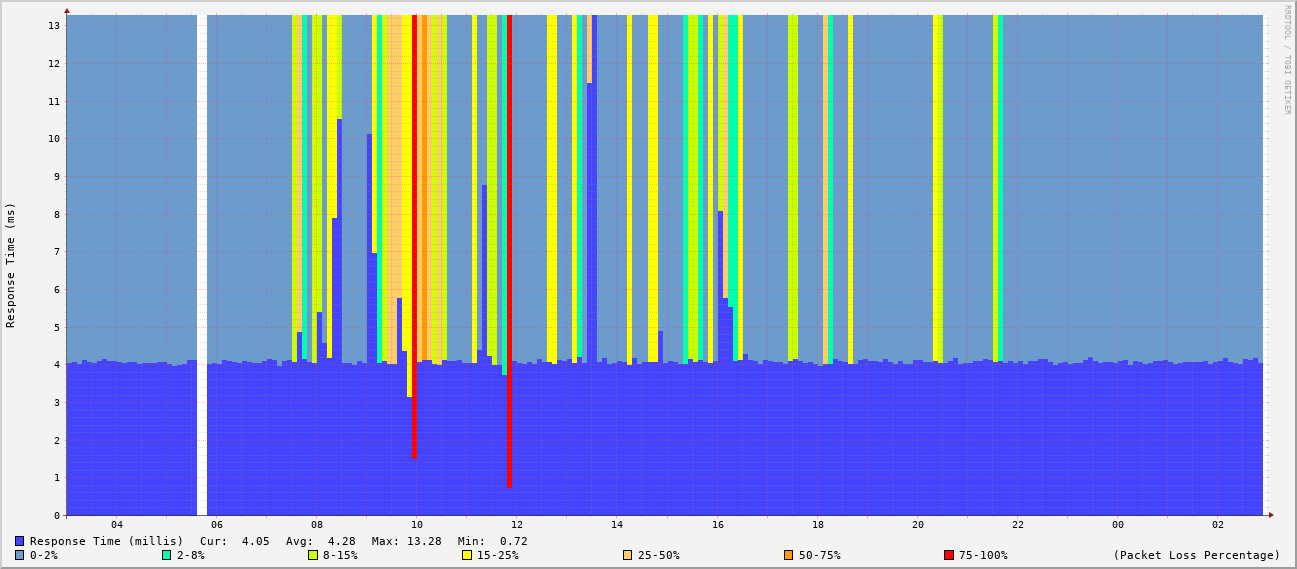 RRDTOOL / TOBI OETIKER
Response Time (ms)
13
12
11
10
9
8
7
6
5
4
3
2
1
0
04 06 08 10 12 14 16 18 20 22 00 02
Response Time (millis) Cur: 4.05 Avg: 4.28 Max: 13.28 Min: 0.72
0-2% 2-8% 8-15% 15-25% 25-50% 50-75% 75-100% (Packet Loss Percentage)